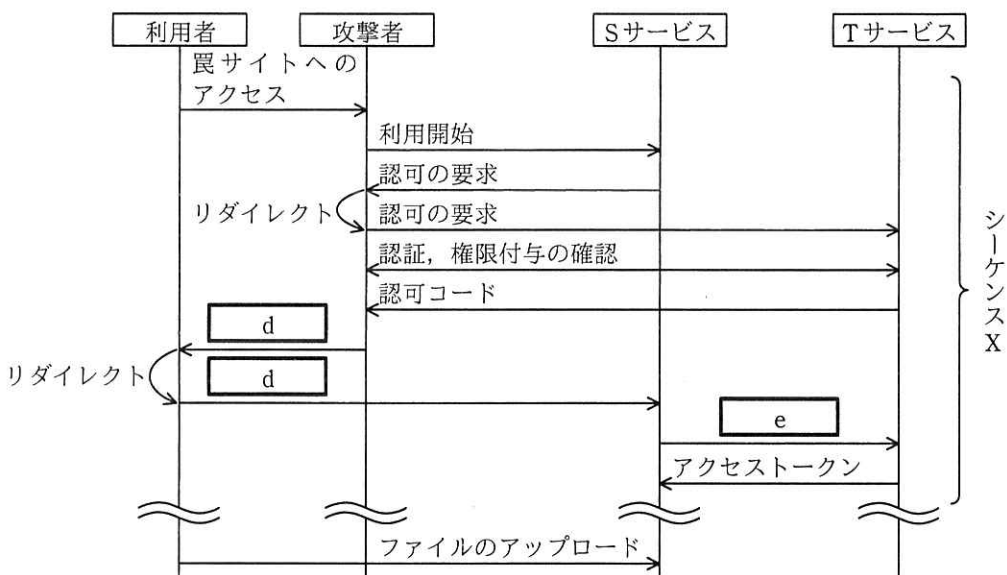 利用者
攻撃者
Sサービス
Tサービス
罠サイトへの
アクセス
利用開始
認可の要求
リダイレクト
認可の要求
認証，権限付与の確認
認可コード
d
リダイレクト
d
e
アクセストークン
ファイルのアップロード
シーケンスX